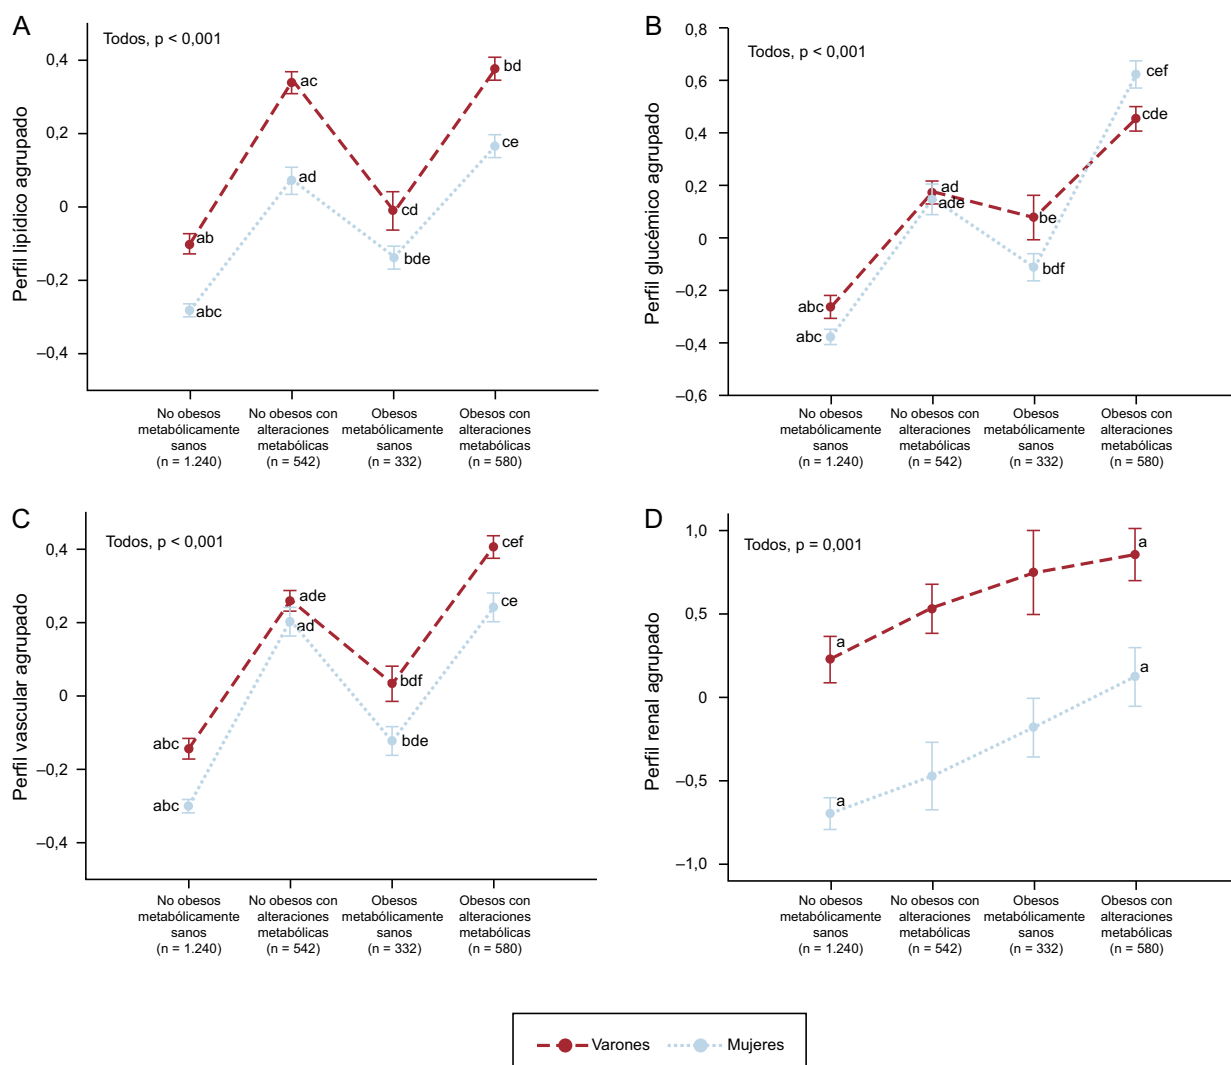 A
Todos, p < 0,001
Perfil lipídico agrupado
0,4
0,2
0
–0,2
–0,4
ab
ac
cd
bd
abc
ad
bde
ce
No obesos
metabólicamente
sanos
(n = 1.240)
No obesos con
alteraciones
metabólicas
(n = 542)
Obesos
metabólicamente
sanos
(n = 332)
Obesos con
alteraciones
metabólicas
(n = 580)
B
Todos, p < 0,001
Perfil glucémico agrupado
0,8
0,6
0,4
0,2
0
–0,2
–0,4
–0,6
abc
ad
be
cde
abc
ade
bdf
cef
No obesos
metabólicamente
sanos
(n = 1.240)
No obesos con
alteraciones
metabólicas
(n = 542)
Obesos
metabólicamente
sanos
(n = 332)
Obesos con
alteraciones
metabólicas
(n = 580)
C
Todos, p < 0,001
Perfil vascular agrupado
0,4
0,2
0
–0,2
–0,4
abc
ade
bdf
cef
abc
ad
bde
ce
No obesos
metabólicamente
sanos
(n = 1.240)
No obesos con
alteraciones
metabólicas
(n = 542)
Obesos
metabólicamente
sanos
(n = 332)
Obesos con
alteraciones
metabólicas
(n = 580)
D
Todos, p = 0,001
Perfil renal agrupado
1,0
0,5
0
–0,5
–1,0
a
a
a
a
No obesos
metabólicamente
sanos
(n = 1.240)
No obesos con
alteraciones
metabólicas
(n = 542)
Obesos
metabólicamente
sanos
(n = 332)
Obesos con
alteraciones
metabólicas
(n = 580)
Varones
Mujeres